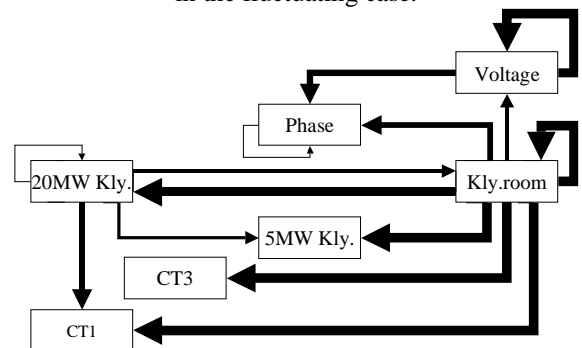 in the fluctuating case.
Voltage
Phase
20MW Kly.
Kly.room
5MW Kly.
CT3
CT1